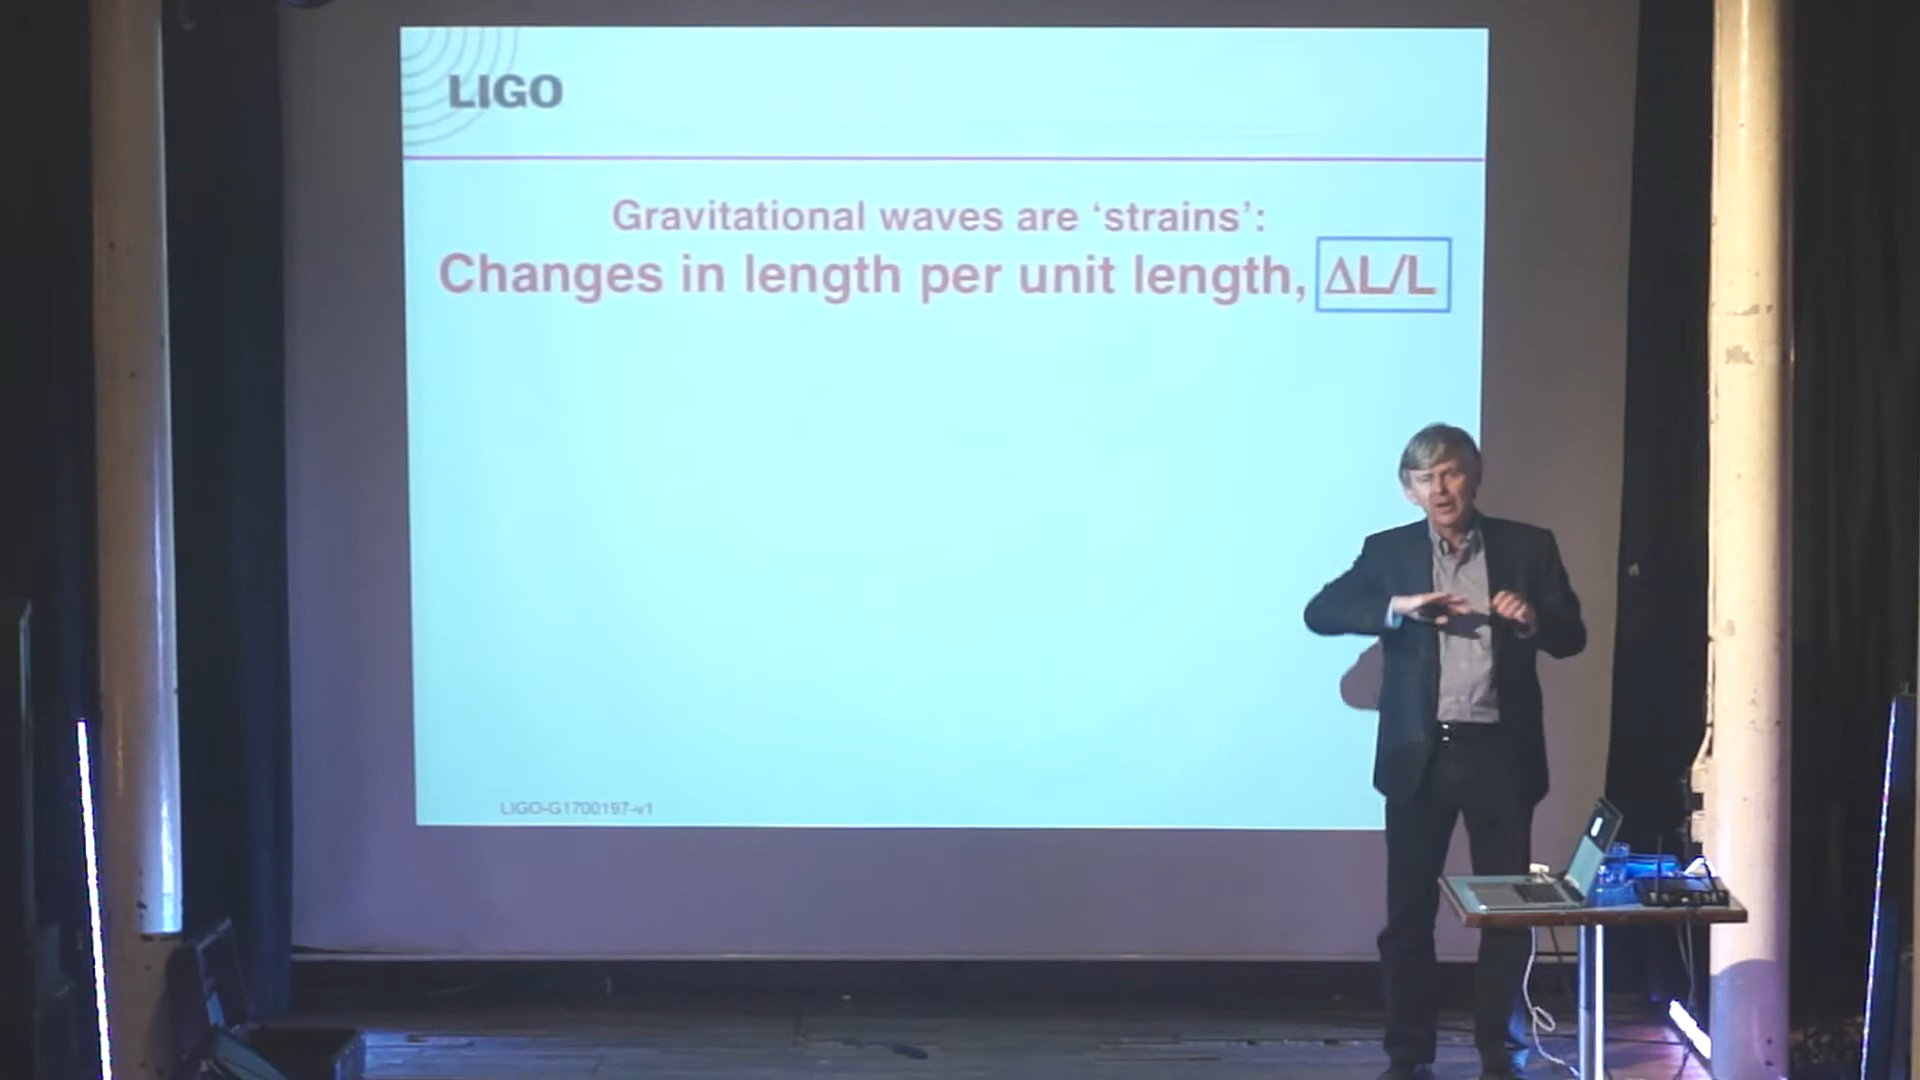 LIGO
Gravitational waves are ‘strains’:
Changes in length per unit length, ΔL/L
LIGO-G1700197-v1